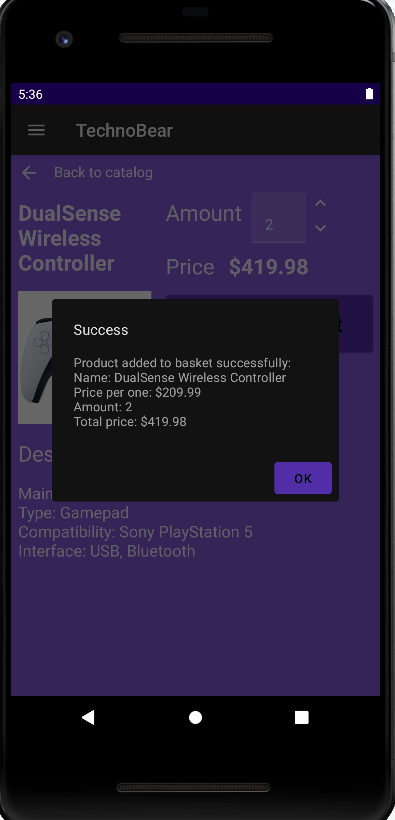 5:36
TechnoBear
Back to catalog
DualSense
Wireless
Controller
Amount
2
Price $419.98
Success
Product added to basket successfully:
Name: DualSense Wireless Controller
Price per one: $209.99
Amount: 2
Total price: $419.98
OK
Type: Gamepad
Compatibility: Sony PlayStation 5
Interface: USB, Bluetooth